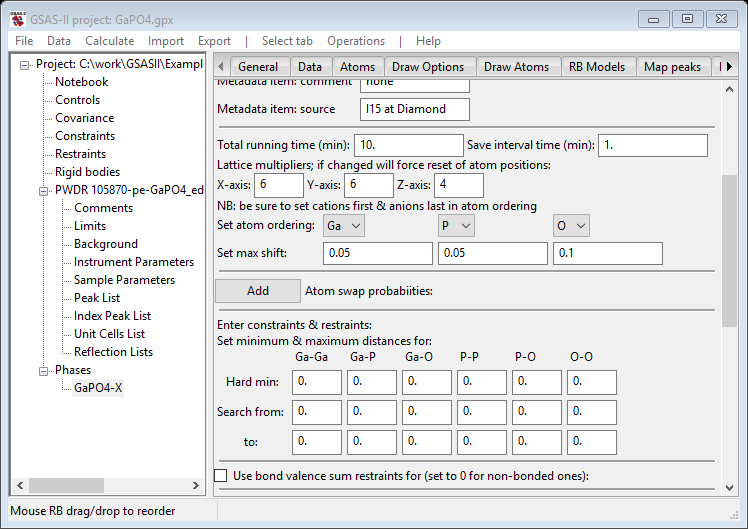 GSAS-II project: GaPO4.gpx
File Data Calculate Import Export | Select tab Operations | Help
Project: C:\work\GSASII\Exampl
Notebook
Controls
Covariance
Constraints
Restraints
Rigid bodies
PWDR 105870-pe-GaPO4_ed
Comments
Limits
Background
Instrument Parameters
Sample Parameters
Peak List
Index Peak List
Unit Cells List
Reflection Lists
Phases
GaPO4-X
General Data Atoms Draw Options Draw Atoms RB Models Map peaks
Metadata item: comment none
Metadata item: source I15 at Diamond
Total running time (min): 10. Save interval time (min): 1.
Lattice multipliers; if changed will force reset of atom positions:
X-axis: 6 Y-axis: 6 Z-axis: 4
NB: be sure to set cations first & anions last in atom ordering
Set atom ordering: Ga P O
Set max shift: 0.05 0.05 0.1
Add Atom swap probabiities:
Enter constraints & restraints:
Set minimum & maximum distances for:
Ga-Ga Ga-P Ga-O P-P P-O O-O
Hard min: 0. 0. 0. 0. 0. 0.
Search from: 0. 0. 0. 0. 0. 0.
to: 0. 0. 0. 0. 0. 0.
Use bond valence sum restraints for (set to 0 for non-bonded ones):
Mouse RB drag/drop to reorder